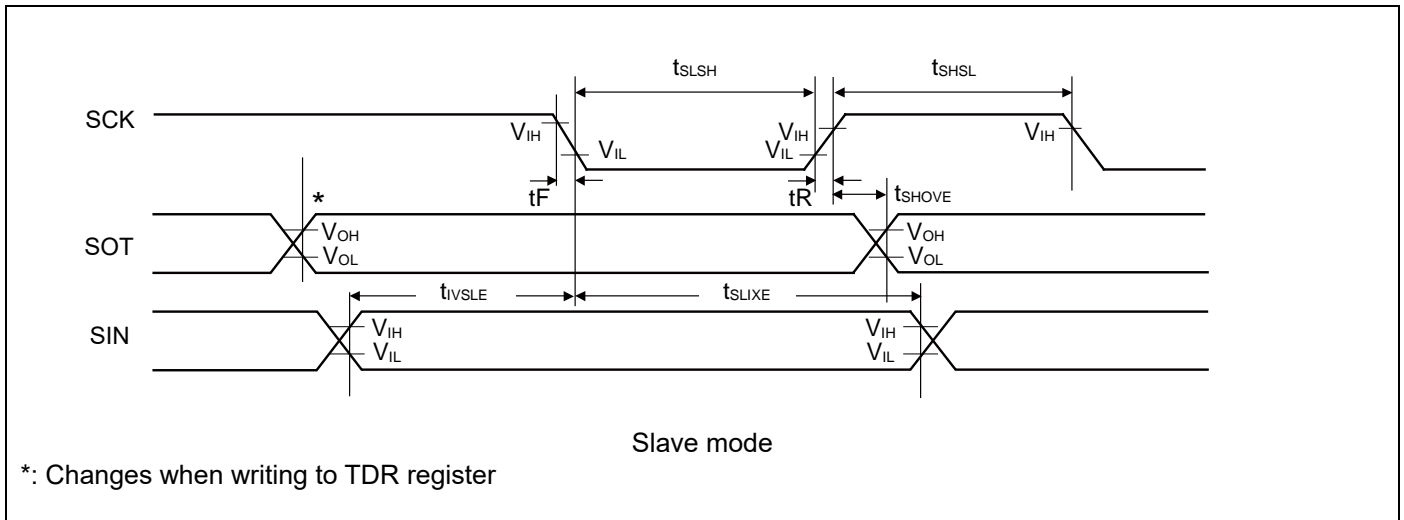 tSLSH
tSHSL
SCK
VIH
VIL
VIL
VIH
VIH
tF
tR
tSHOVE
*
SOT
VOH
VOL
VOH
VOL
tIVSLE
tSLIXE
SIN
VIH
VIL
VIH
VIL
Slave mode
*: Changes when writing to TDR register